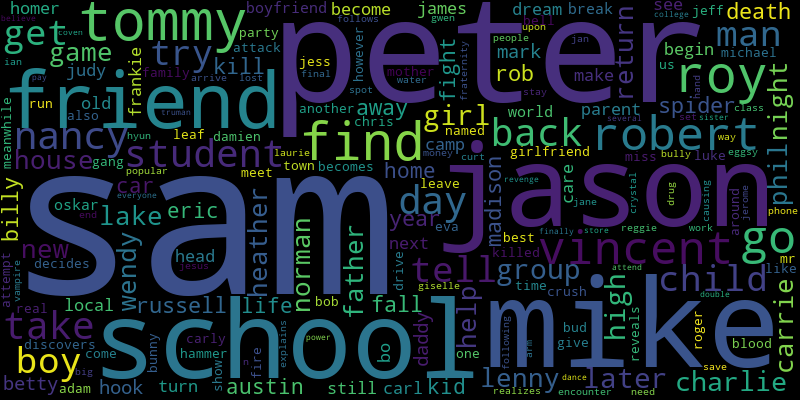 homer
tommy
boyfriend
become
james
dream
break
see
jeff
death
believe
party
gwen
follows
college
hell
upon
jan
get
game
try
attack
however
mark
people
begin
us
michael
man
ian
coven
judy
kill
jess
final
mother
water
fight
fraternity
rob
make
return
roy
pay
family
arrive
lost
spot
stay
hand
friend
peter
run
old
also
frankie
another
away
girl
world
parent
spider
class
night
meanwhile
nancy
leaf
hyun
damien
truman
chris
find
named
back
robert
several
set
sister
way
house
gang
student
laurie
town
camp
money
curt
girlfriend
miss
bully
luke
eggsy
phil
popular
car
meet
becomes
home
leave
madison
revenge
jane
care
crystal
drug
causing
around
jerome
phone
billy
oskar
everyone
lake
eric
heather
sam
day
year
eva
jason
best
finally
store
reggie
work
go
new
end
wendy
head
jesus
norman
father
next
drive
tell
killed
vincent
mr
attempt
vampire
decides
real
local
russell
life
bob
fall
giselle
group
time
crush
attend
child
like
double
high
take
school
mike
help
discovers
come
bunny
carly
hammer
show
fire
explains
n
power
bo
daddy
one
following
arm
bud
give
reveals
roger
blood
save
carrie
boy
big
betty
adam
hook
turn
austin
still
carl
kid
lenny
realizes
dance
encounter
later
need
charlie